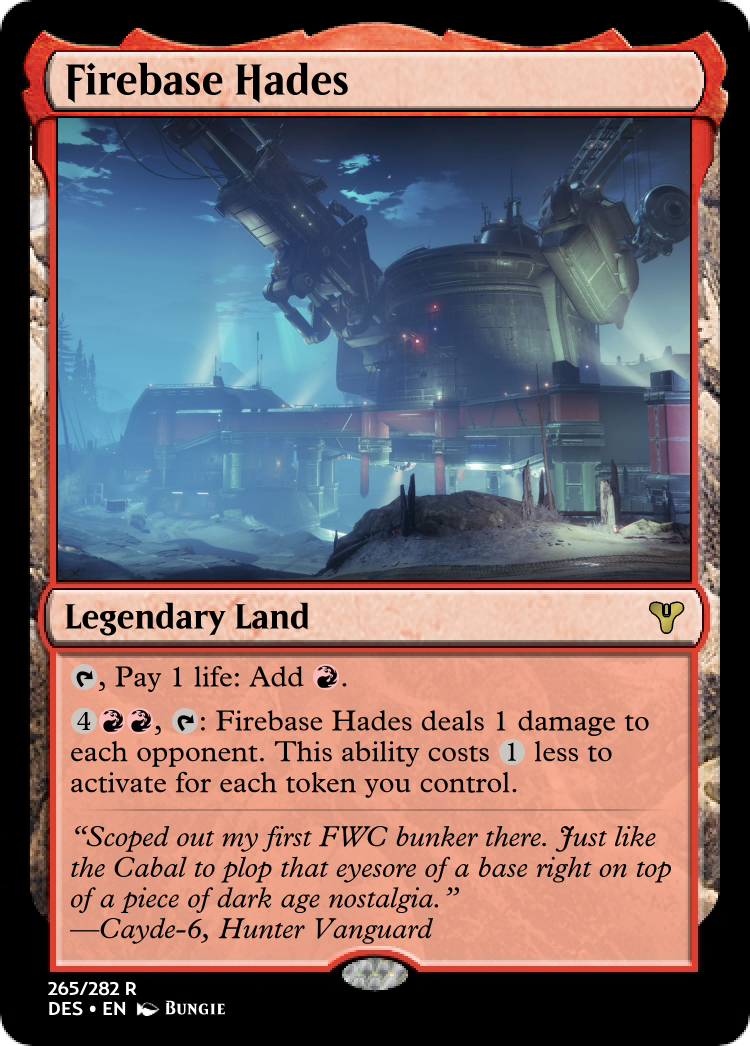 Firebase Hades
Legendary Land
, Pay 1 life: Add .
4, : Firebase Hades deals 1 damage to
each opponent. This ability costs 1 less to
activate for each token you control.
“Scoped out my first FWC bunker there. Just like
the Cabal to plop that eyesore of a base right on top
of a piece of dark age nostalgia.”
—Cayde-6, Hunter Vanguard
265/282 R
DES • EN Bungie